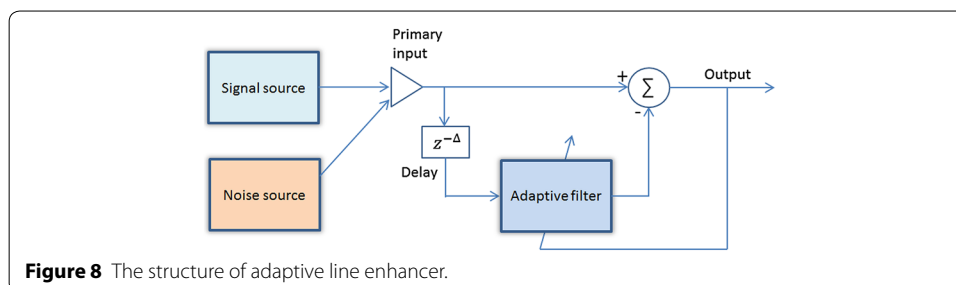 Primary
input
Signal source
+
Σ
Output
-
z^{-Δ}
Delay
Noise source
Adaptive filter
Figure 8 The structure of adaptive line enhancer.